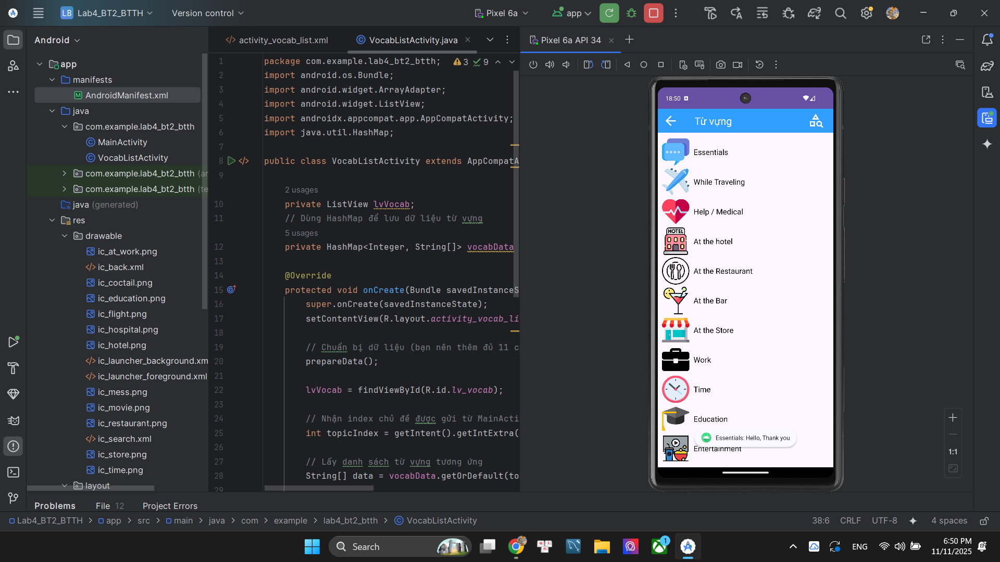 LB Lab4_BT2_BTTH Version control Pixel 6a app
Android
app
manifests
AndroidManifest.xml
java
com.example.lab4_bt2_btth
MainActivity
VocabListActivity
com.example.lab4_bt2_btth (an
com.example.lab4_bt2_btth (te
java (generated)
res
drawable
ic_at_work.png
ic_back.xml
ic_coctail.png
ic_education.png
ic_flight.png
ic_hospital.png
ic_hotel.png
ic_launcher_background.xm
ic_launcher_foreground.xml
ic_mess.png
ic_movie.png
ic_restaurant.png
ic_search.xml
ic_store.png
ic_time.png
layout
activity_vocab_list.xml VocabListActivity.java
3 9
1 package com.example.lab4_bt2_btth;
2 import android.os.Bundle;
3 import android.widget.ArrayAdapter;
4 import android.widget.ListView;
5 import androidx.appcompat.app.AppCompatActivity;
6 import java.util.HashMap;
7
8 public class VocabListActivity extends AppCompatA
9
2 usages
10 private ListView lvVocab;
11 // Dùng HashMap để lưu dữ liệu từ vựng
5 usages
12 private HashMap<Integer, String[]> vocabData
13
14 @Override
15 protected void onCreate(Bundle savedInstanceS
16 super.onCreate(savedInstanceState);
17 setContentView(R.layout.activity_vocab_li
18
19 // Chuẩn bị dữ liệu (bạn nên thêm đủ 11 c
20 prepareData();
21
22 lvVocab = findViewById(R.id.lv_vocab);
23
24 // Nhận index chủ đề được gửi từ MainActi
25 int topicIndex = getIntent().getIntExtra(
26
27 // Lấy danh sách từ vựng tương ứng
28 String[] data = vocabData.getOrDefault(to
29
Pixel 6a API 34
18:50
Từ vựng
Essentials
While Traveling
Help / Medical
HOTEL
At the hotel
At the Restaurant
At the Bar
At the Store
Work
Time
Education
Essentials: Hello, Thank you
Entertainment
1:1
Problems File 12 Project Errors
Lab4_BT2_BTTH > app > src > main > java > com > example > lab4_bt2_btth > VocabListActivity
38:6 CRLF UTF-8 4 spaces
Search
1
ENG
6:50 PM
11/11/2025